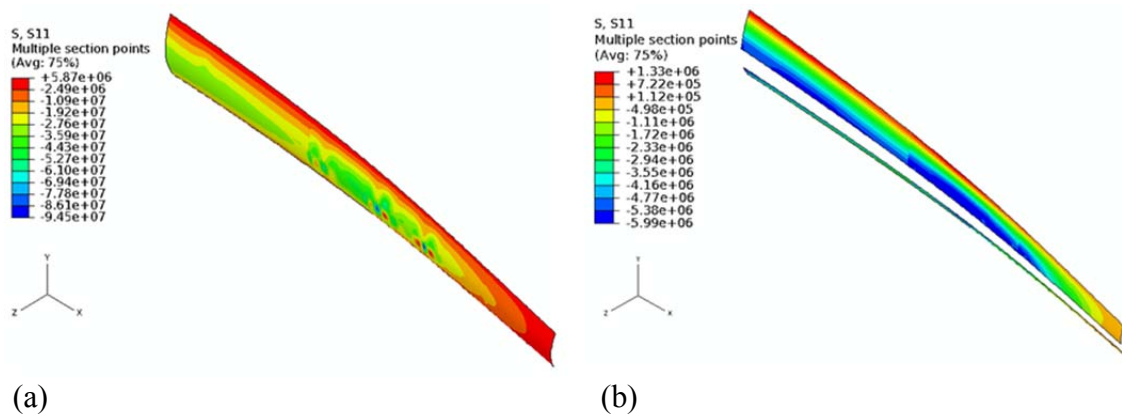 S, S11
Multiple section points
(Avg: 75%)
+5.87e+06
-2.49e+06
-1.09e+07
-1.92e+07
-2.76e+07
-3.59e+07
-4.43e+07
-5.27e+07
-6.10e+07
-6.94e+07
-7.78e+07
-8.61e+07
-9.45e+07
Y
Z
X
(a)
S, S11
Multiple section points
(Avg: 75%)
+1.33e+06
+7.22e+05
+1.12e+05
-4.98e+05
-1.11e+06
-1.72e+06
-2.33e+06
-2.94e+06
-3.55e+06
-4.16e+06
-4.77e+06
-5.38e+06
-5.99e+06
Y
Z
X
(b)